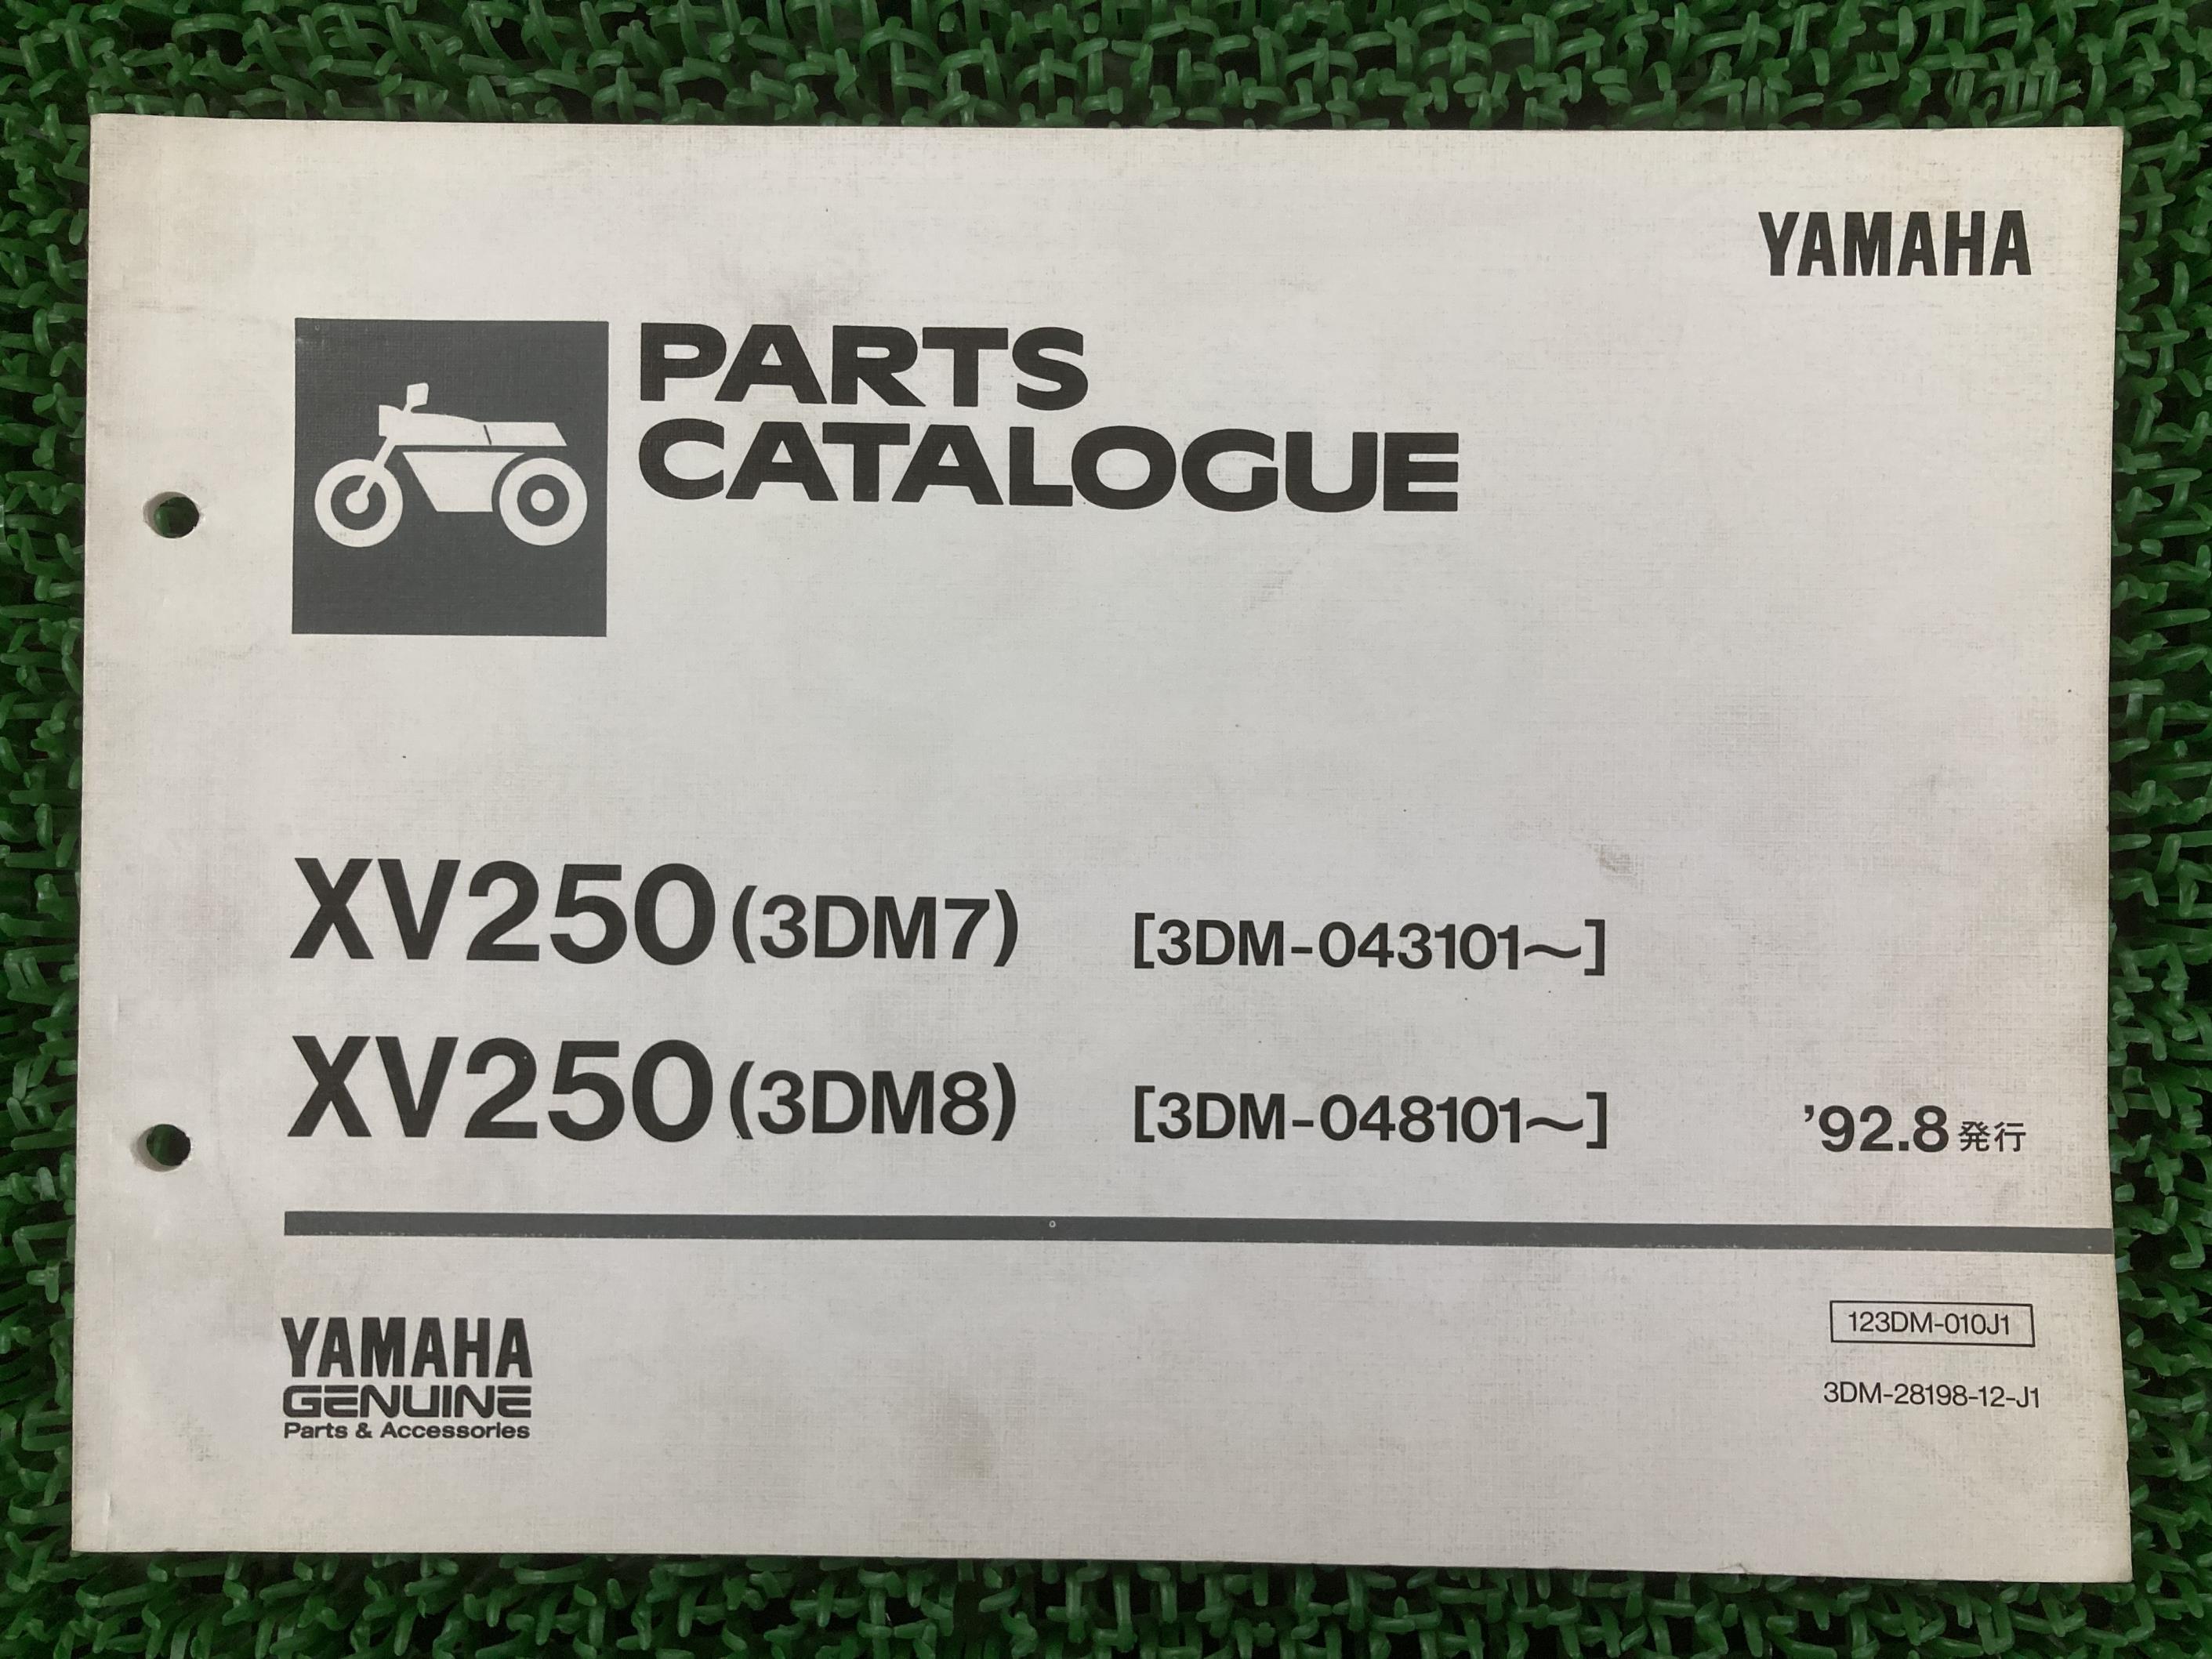 YAMAHA
PARTS
CATALOGUE
XV250(3DM7) [3DM-043101～]
XV250(3DM8) [3DM-048101～] '92.8発行
YAMAHA
GENUINE
Parts & Accessories
123DM-010J1
3DM-28198-12-J1